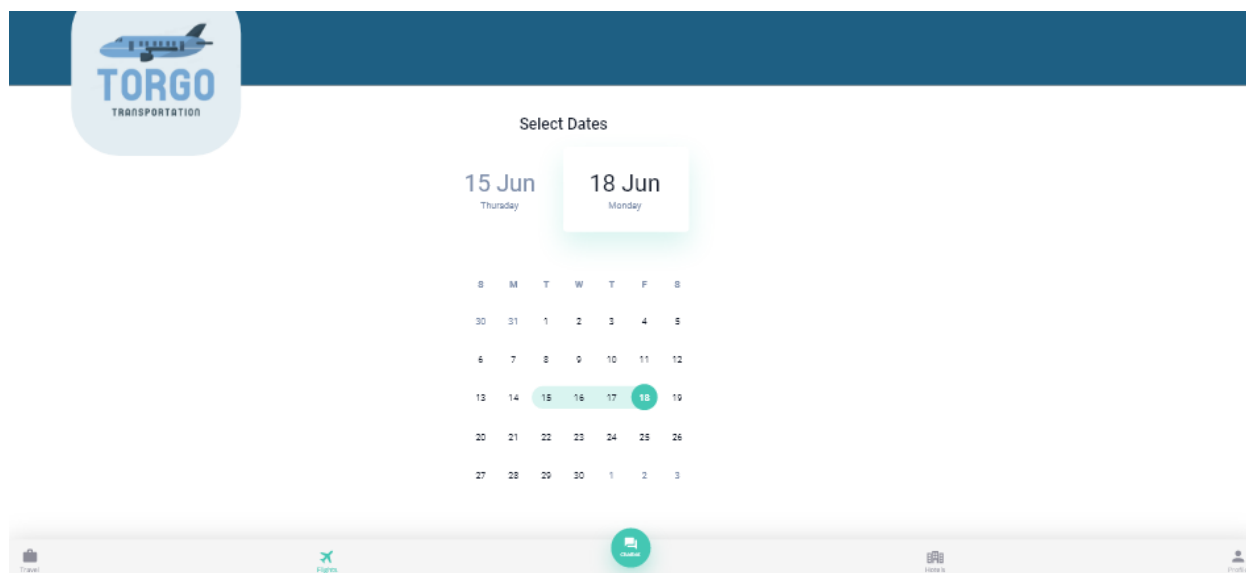 TORGO
TRANSPORTATION
Select Dates
15 Jun
18 Jun
Thursday
Monday
S M T W T F S
30 31 1 2 3 4 5
6 7 8 9 10 11 12
13 14 15 16 17 18 19
20 21 22 23 24 25 26
27 28 29 30 1 2 3
Travel
Flights
Chatbot
Hotels